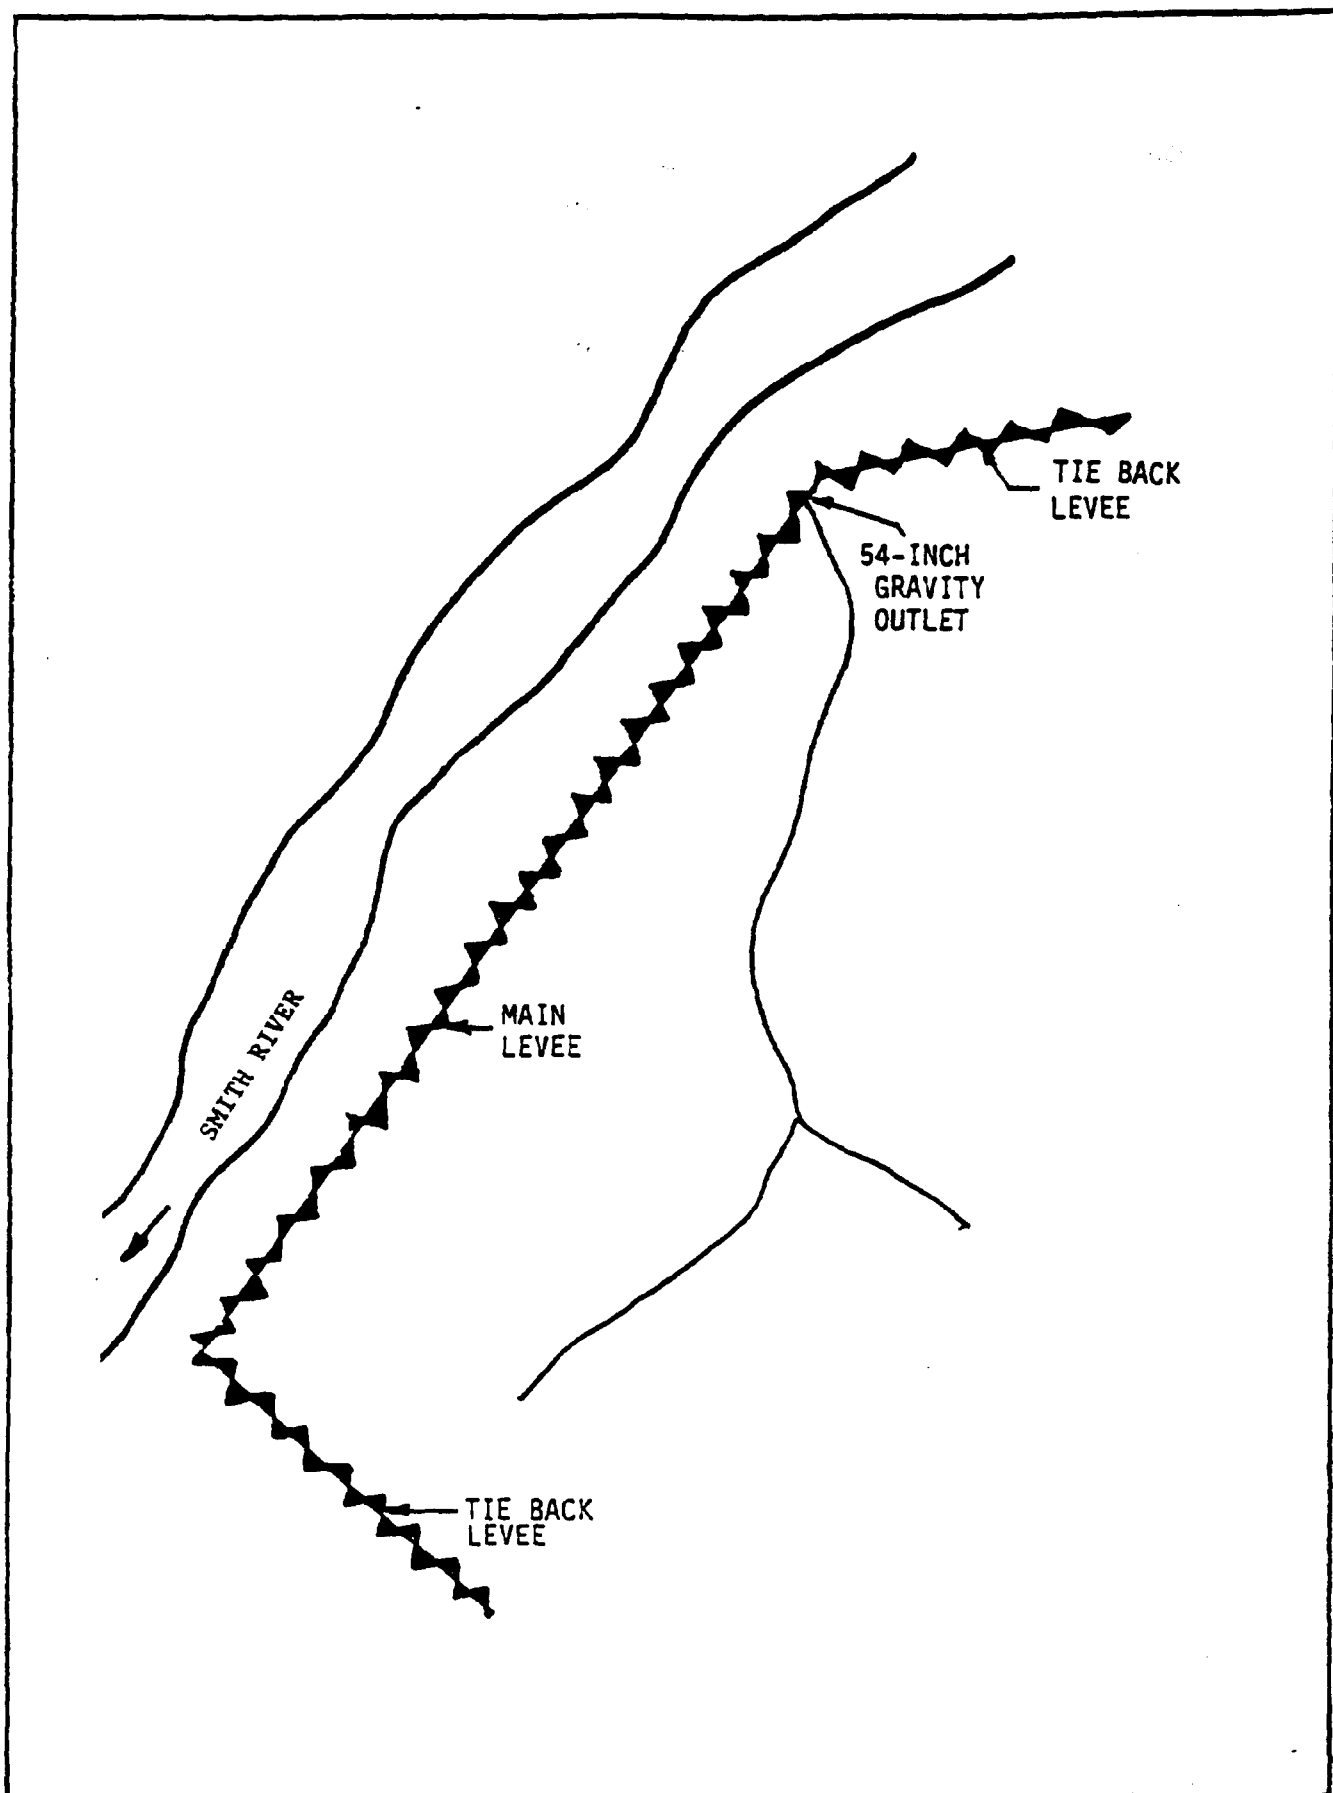 TIE BACK
LEVEE
54-INCH
GRAVITY
OUTLET
MAIN
LEVEE
SMITH RIVER
TIE BACK
LEVEE